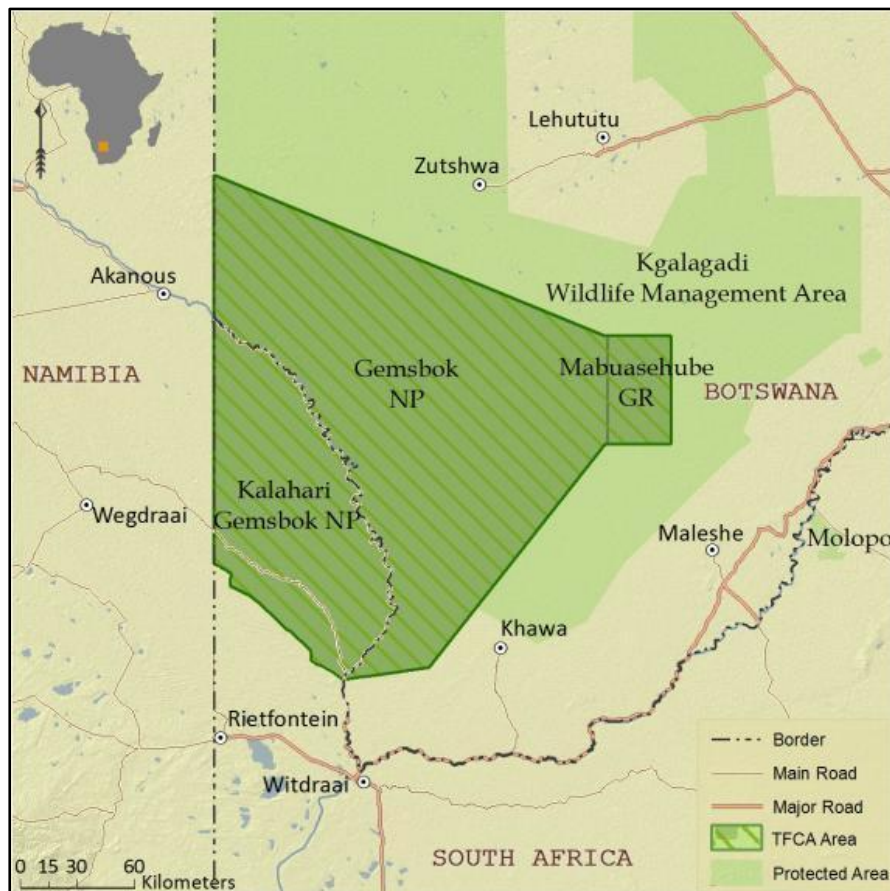 Lehututu
Zutshwa
Kgalagadi
Wildlife Management Area
Akanous
NAMIBIA
Gemsbok
NP
Mabuasehube
GR
BOTSWANA
Kalahari
Gemsbok NP
Wegdraai
Maleshe
Molopo
Khawa
Rietfontein
Witdraai
SOUTH AFRICA
Border
Main Road
Major Road
TFCA Area
Protected Area
0 15 30 60
Kilometers